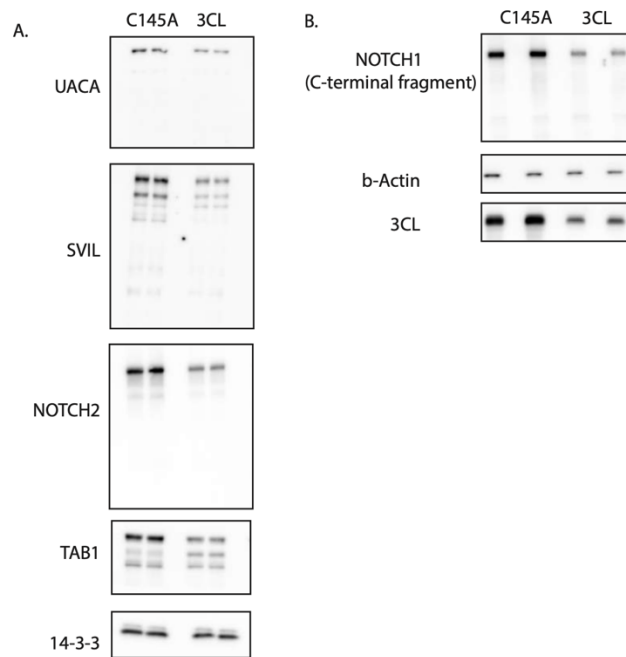 A.
C145A 3CL
UACA
SVIL
NOTCH2
TAB1
14-3-3
B.
C145A 3CL
NOTCH1
(C-terminal fragment)
b-Actin
3CL